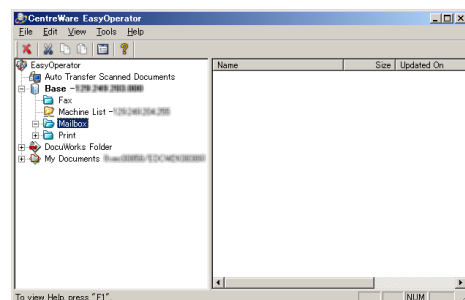 CentreWare EasyOperator
File Edit View Tools Help
EasyOperator
Auto Transfer Scanned Documents
Base -
Fax
Machine List -
Mailbox
Print
DocuWorks Folder
My Documents
Name Size Updated On
To view Help, press "F1" NUM